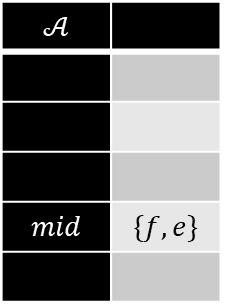 𝒜
mid {f, e}